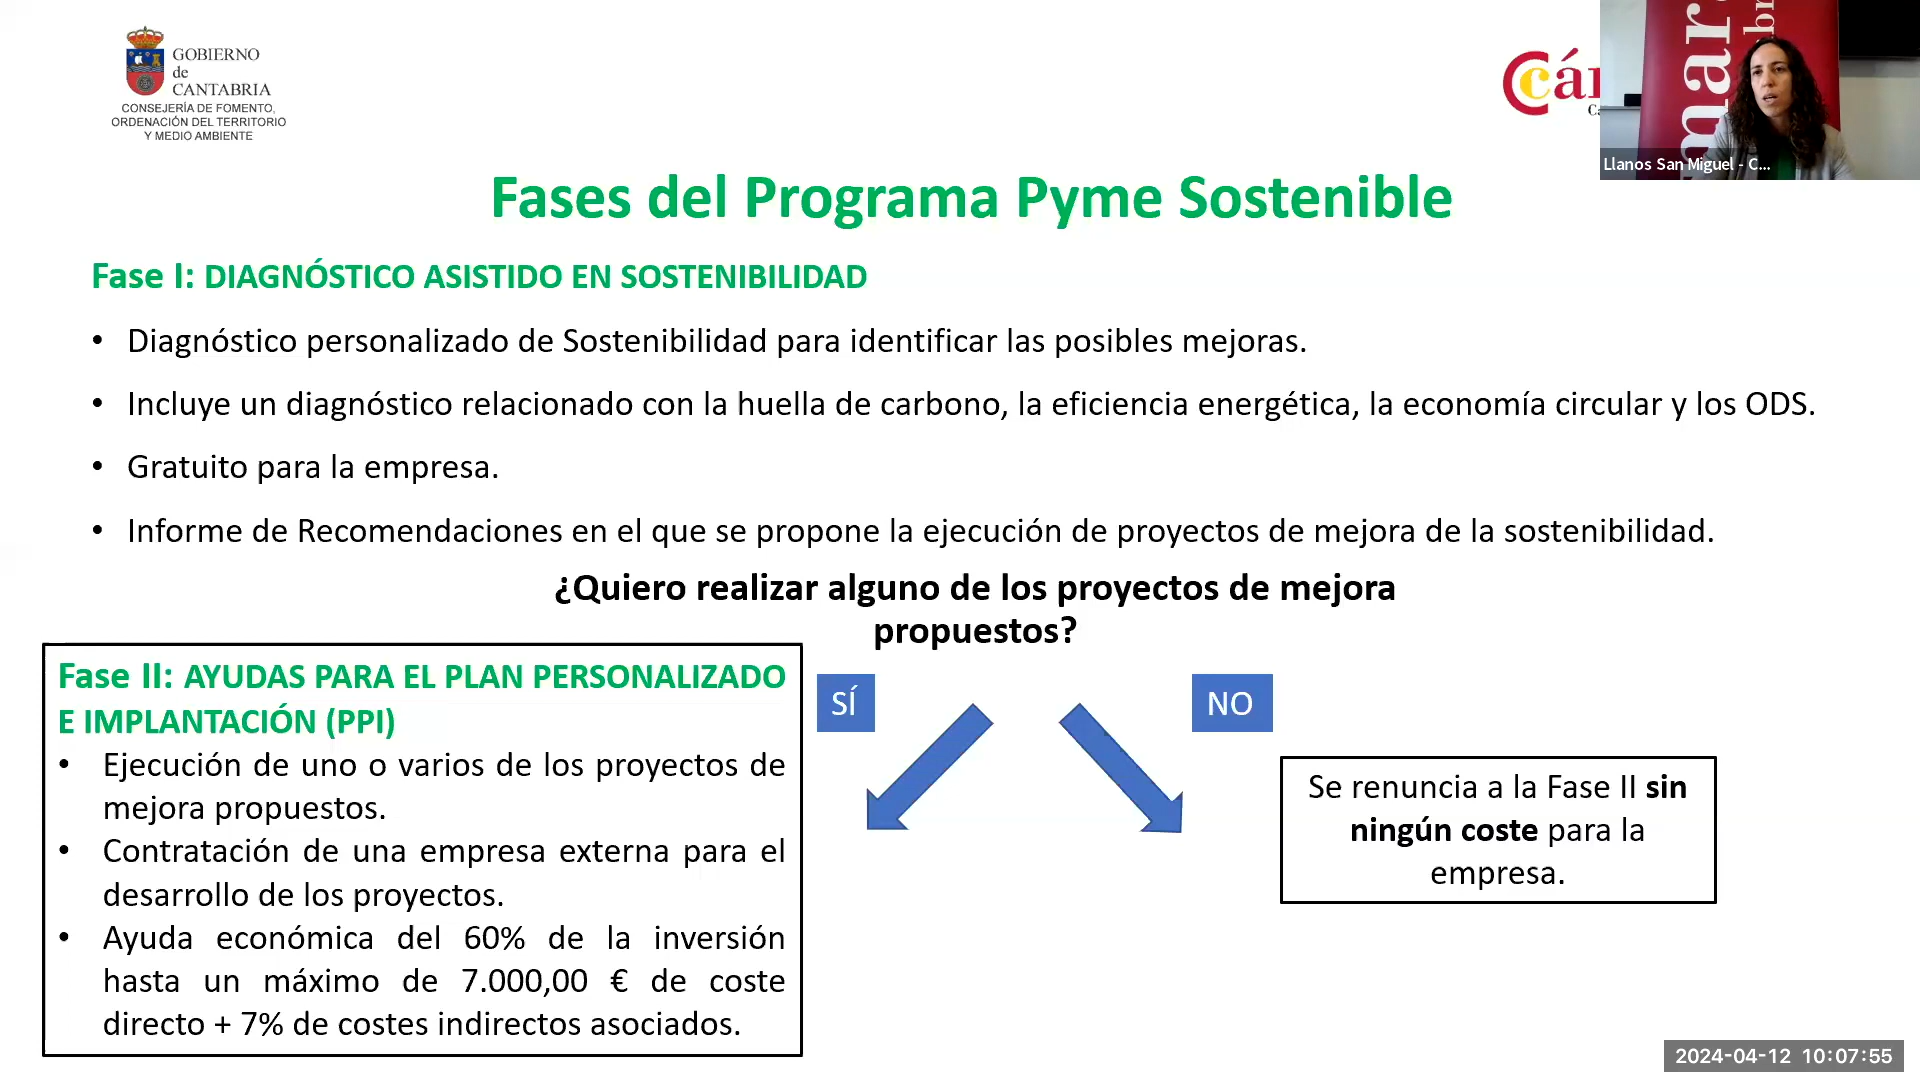 GOBIERNO
de
CANTABRIA
CONSEJERÍA DE FOMENTO,
ORDENACIÓN DEL TERRITORIO
Y MEDIO AMBIENTE
Llanos San Miguel - C...
Fases del Programa Pyme Sostenible
Fase I: DIAGNÓSTICO ASISTIDO EN SOSTENIBILIDAD
• Diagnóstico personalizado de Sostenibilidad para identificar las posibles mejoras.
• Incluye un diagnóstico relacionado con la huella de carbono, la eficiencia energética, la economía circular y los ODS.
• Gratuito para la empresa.
• Informe de Recomendaciones en el que se propone la ejecución de proyectos de mejora de la sostenibilidad.
¿Quiero realizar alguno de los proyectos de mejora
propuestos?
Fase II: AYUDAS PARA EL PLAN PERSONALIZADO
E IMPLANTACIÓN (PPI)
• Ejecución de uno o varios de los proyectos de
mejora propuestos.
• Contratación de una empresa externa para el
desarrollo de los proyectos.
• Ayuda económica del 60% de la inversión
hasta un máximo de 7.000,00 € de coste
directo + 7% de costes indirectos asociados.
SÍ
NO
Se renuncia a la Fase II sin
ningún coste para la
empresa.
2024-04-12 10:07:55